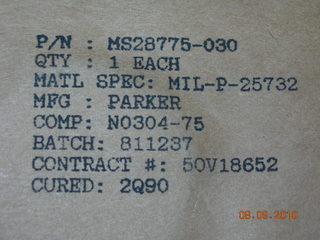 P/N : MS28775-030
QTY : 1 EACH
MATL SPEC: MIL-P-25732
MFG : PARKER
COMP: N0304-75
BATCH: 811237
CONTRACT #: 50V18652
CURED: 2Q90
08.09.2010